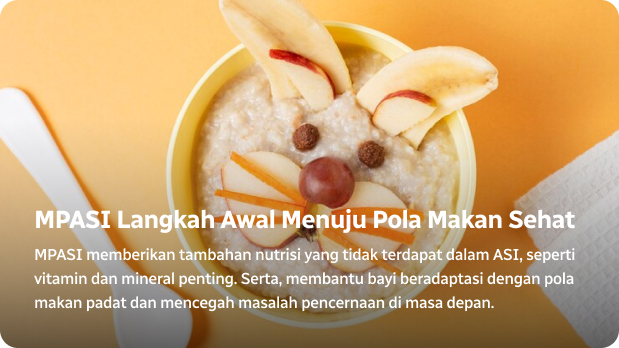 MPASI Langkah Awal Menuju Pola Makan Sehat
MPASI memberikan tambahan nutrisi yang tidak terdapat dalam ASI, seperti
vitamin dan mineral penting. Serta, membantu bayi beradaptasi dengan pola
makan padat dan mencegah masalah pencernaan di masa depan.